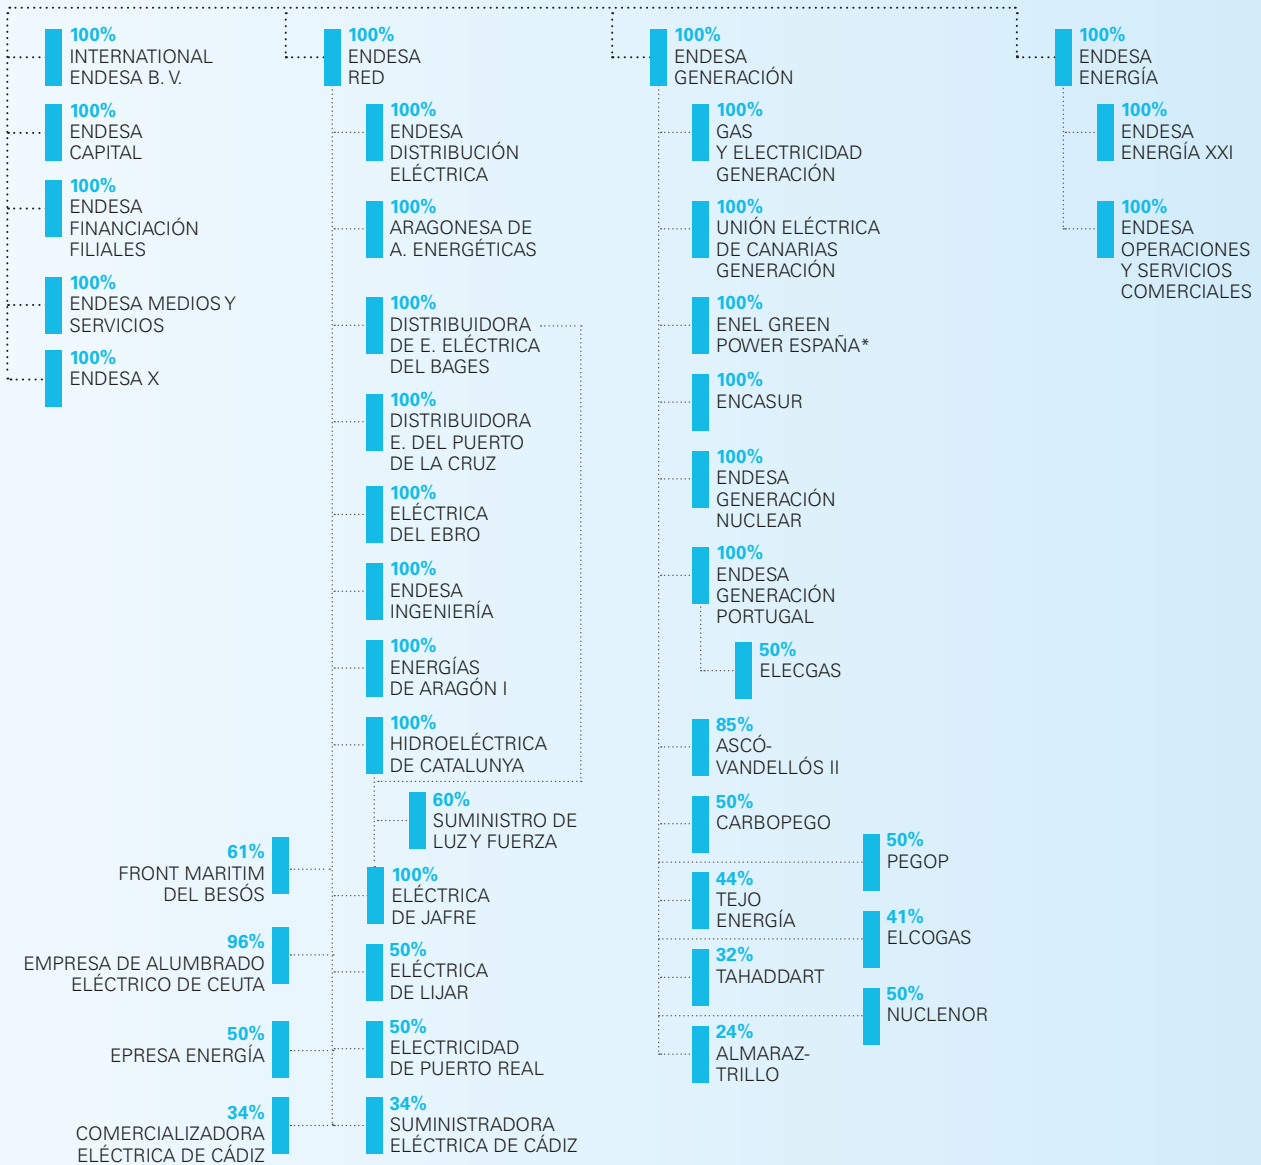 100%
INTERNATIONAL
ENDESA B. V.
100%
ENDESA
CAPITAL
100%
ENDESA
FINANCIACIÓN
FILIALES
100%
ENDESA MEDIOS Y
SERVICIOS
100%
ENDESA X
100%
ENDESA
RED
100%
ENDESA
DISTRIBUCIÓN
ELÉCTRICA
100%
ARAGONESA DE
A. ENERGÉTICAS
100%
DISTRIBUIDORA
DE E. ELÉCTRICA
DEL BAGES
100%
DISTRIBUIDORA
E. DEL PUERTO
DE LA CRUZ
100%
ELÉCTRICA
DEL EBRO
100%
ENDESA
INGENIERÍA
100%
ENERGÍAS
DE ARAGÓN I
100%
HIDROELÉCTRICA
DE CATALUNYA
60%
SUMINISTRO DE
LUZ Y FUERZA
100%
ELÉCTRICA
DE JAFRE
50%
ELÉCTRICA
DE LIJAR
50%
ELECTRICIDAD
DE PUERTO REAL
34%
SUMINISTRADORA
ELÉCTRICA DE CÁDIZ
61%
FRONT MARITIM
DEL BESÓS
96%
EMPRESA DE ALUMBRADO
ELÉCTRICO DE CEUTA
50%
EPRESA ENERGÍA
34%
COMERCIALIZADORA
ELÉCTRICA DE CÁDIZ
100%
ENDESA
GENERACIÓN
100%
GAS
Y ELECTRICIDAD
GENERACIÓN
100%
UNIÓN ELÉCTRICA
DE CANARIAS
GENERACIÓN
100%
ENEL GREEN
POWER ESPAÑA*
100%
ENCASUR
100%
ENDESA
GENERACIÓN
NUCLEAR
100%
ENDESA
GENERACIÓN
PORTUGAL
50%
ELECGAS
85%
ASCÓ-
VANDELLÓS II
50%
CARBOPEGO
50%
PEGOP
44%
TEJO
ENERGÍA
41%
ELCOGAS
32%
TAHADDART
50%
NUCLENOR
24%
ALMARAZ-
TRILLO
100%
ENDESA
ENERGÍA
100%
ENDESA
ENERGÍA XXI
100%
ENDESA
OPERACIONES
Y SERVICIOS
COMERCIALES